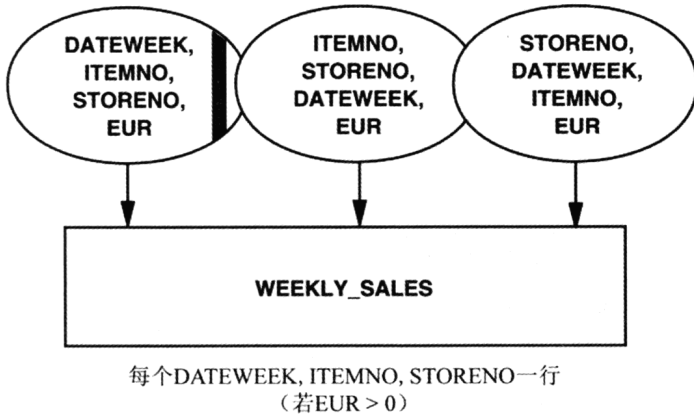 DATEWEEK,
ITEMNO,
STORENO,
EUR
ITEMNO,
STORENO,
DATEWEEK,
EUR
STORENO,
DATEWEEK,
ITEMNO,
EUR
WEEKLY_SALES
每个DATEWEEK, ITEMNO, STORENO一行
（若EUR > 0）